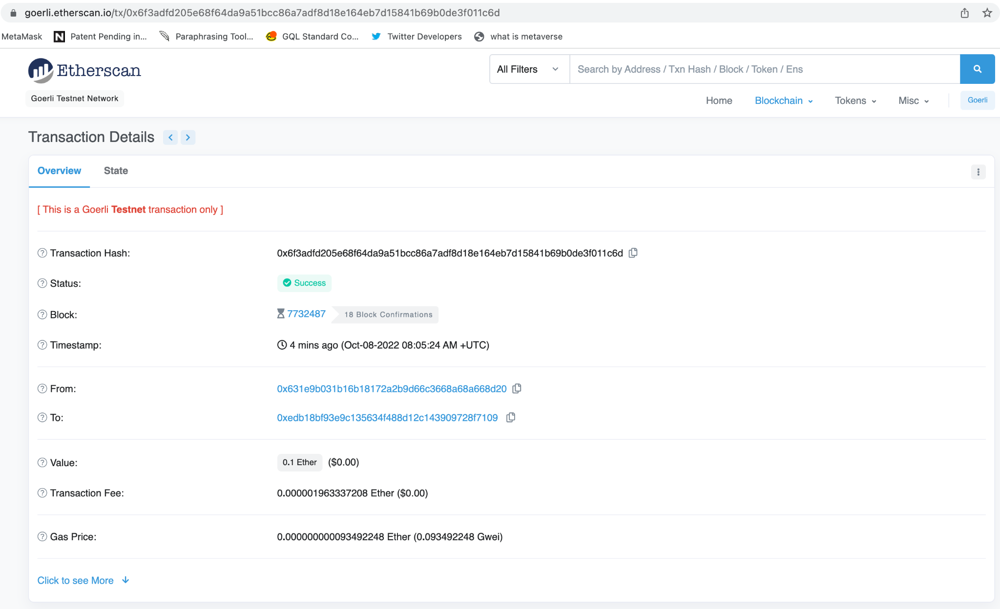 goerli.etherscan.io/tx/0x6f3adfd205e68f64da9a51bcc86a7adf8d18e164eb7d15841b69b0de3f011c6d
MetaMask N Patent Pending in... Paraphrasing Tool... GQL Standard Co... Twitter Developers what is metaverse
Etherscan
All Filters Search by Address / Txn Hash / Block / Token / Ens
Goerli Testnet Network
Home Blockchain Tokens Misc Goerli
Transaction Details
Overview State
[ This is a Goerli Testnet transaction only ]
Transaction Hash: 0x6f3adfd205e68f64da9a51bcc86a7adf8d18e164eb7d15841b69b0de3f011c6d
Status: Success
Block: 7732487 18 Block Confirmations
Timestamp: 4 mins ago (Oct-08-2022 08:05:24 AM +UTC)
From: 0x631e9b031b16b18172a2b9d66c3668a68a668d20
To: 0xedb18bf93e9c135634f488d12c143909728f7109
Value: 0.1 Ether ($0.00)
Transaction Fee: 0.000001963337208 Ether ($0.00)
Gas Price: 0.000000000093492248 Ether (0.093492248 Gwei)
Click to see More